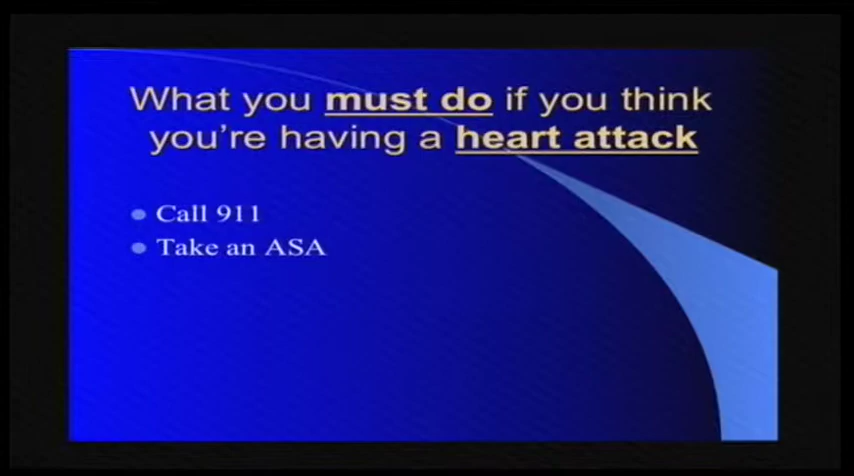 What you must do if you think
you're having a heart attack
Call 911
Take an ASA